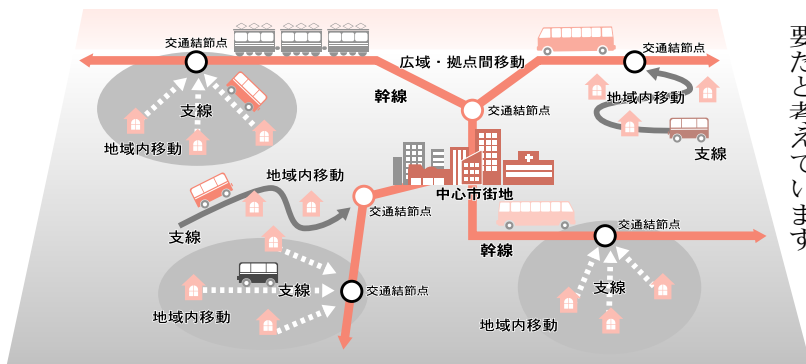 要だと考えています
交通結節点
広域・拠点間移動
交通結節点
幹線
交通結節点
支線
地域内移動
地域内移動
支線
中心市街地
地域内移動
交通結節点
支線
幹線
交通結節点
支線
交通結節点
地域内移動
支線
地域内移動